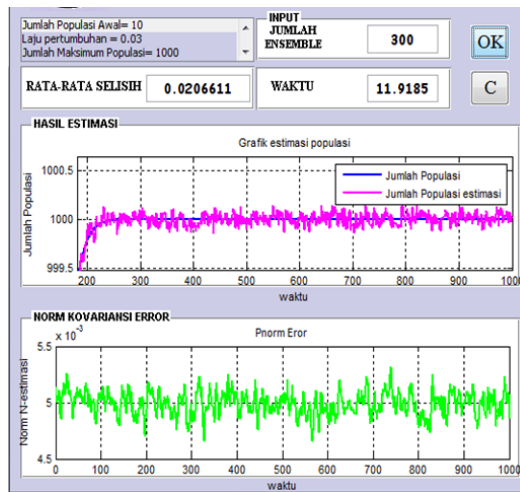 Jumlah Populasi Awal= 10
Laju pertumbuhan = 0.03
Jumlah Maksimum Populasi= 1000
INPUT
JUMLAH
ENSEMBLE
300
OK
RATA-RATA SELISIH
0.0206611
WAKTU
11.9185
C
HASIL ESTIMASI
Grafik estimasi populasi
Jumlah Populasi
Jumlah Populasi estimasi
Jumlah Populasi
1000.5
1000
999.5
200 300 400 500 600 700 800 900 1000
waktu
NORM KOVARIANSI ERROR
x 10^-3
Pnorm Eror
Norm N-estimasi
5.5
5
4.5
0 100 200 300 400 500 600 700 800 900 1000
waktu